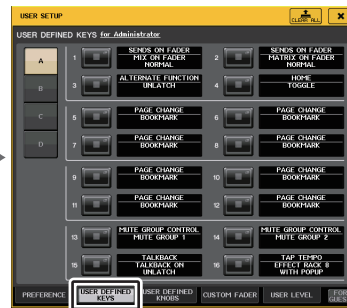 USER SETUP
CLEAR ALL
USER DEFINED KEYS for Administrator
A
B
C
D
1
SENDS ON FADER
MIX ON FADER
NORMAL
2
SENDS ON FADER
MATRIX ON FADER
NORMAL
3
ALTERNATE FUNCTION
UNLATCH
4
HOME
TOGGLE
5
PAGE CHANGE
BOOKMARK
6
PAGE CHANGE
BOOKMARK
7
PAGE CHANGE
BOOKMARK
8
PAGE CHANGE
BOOKMARK
9
PAGE CHANGE
BOOKMARK
10
PAGE CHANGE
BOOKMARK
11
PAGE CHANGE
BOOKMARK
12
PAGE CHANGE
BOOKMARK
13
MUTE GROUP CONTROL
MUTE GROUP 1
14
MUTE GROUP CONTROL
MUTE GROUP 2
15
TALKBACK
TALKBACK ON
UNLATCH
16
TAP TEMPO
EFFECT RACK 8
WITH POPUP
PREFERENCE
USER DEFINED
KEYS
USER DEFINED
KNOBS
CUSTOM FADER
USER LEVEL
FOR
GUES